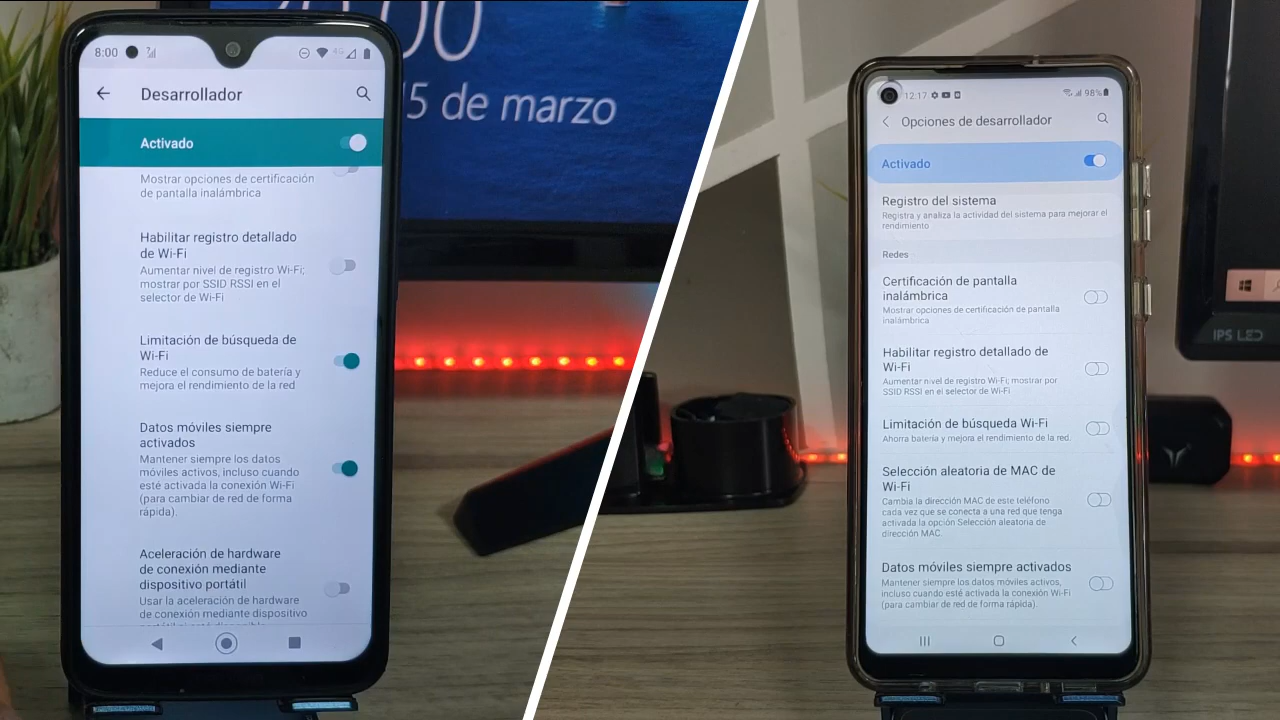 8:00
4G
Desarrollador
Activado
Mostrar opciones de certificación
de pantalla inalámbrica
Habilitar registro detallado
de Wi-Fi
Aumentar nivel de registro Wi-Fi;
mostrar por SSID RSSI en el
selector de Wi-Fi
Limitación de búsqueda de
Wi-Fi
Reduce el consumo de batería y
mejora el rendimiento de la red
Datos móviles siempre
activados
Mantener siempre los datos
móviles activos, incluso cuando
esté activada la conexión Wi-Fi
(para cambiar de red de forma
rápida).
Aceleración de hardware
de conexión mediante
dispositivo portátil
Usar la aceleración de hardware
de conexión mediante dispositivo
:00
5 de marzo
12:17
98%
Opciones de desarrollador
Activado
Registro del sistema
Registra y analiza la actividad del sistema para mejorar el
rendimiento
Redes
Certificación de pantalla
inalámbrica
Mostrar opciones de certificación de pantalla
inalámbrica
Habilitar registro detallado de
Wi-Fi
Aumentar nivel de registro Wi-Fi; mostrar por
SSID RSSI en el selector de Wi-Fi
Limitación de búsqueda Wi-Fi
Ahorra batería y mejora el rendimiento de la red.
Selección aleatoria de MAC de
Wi-Fi
Cambia la dirección MAC de este teléfono
cada vez que se conecta a una red que tenga
activada la opción Selección aleatoria de
dirección MAC.
Datos móviles siempre activados
Mantener siempre los datos móviles activos,
incluso cuando esté activada la conexión Wi-Fi
(para cambiar de red de forma rápida).
IPS LED